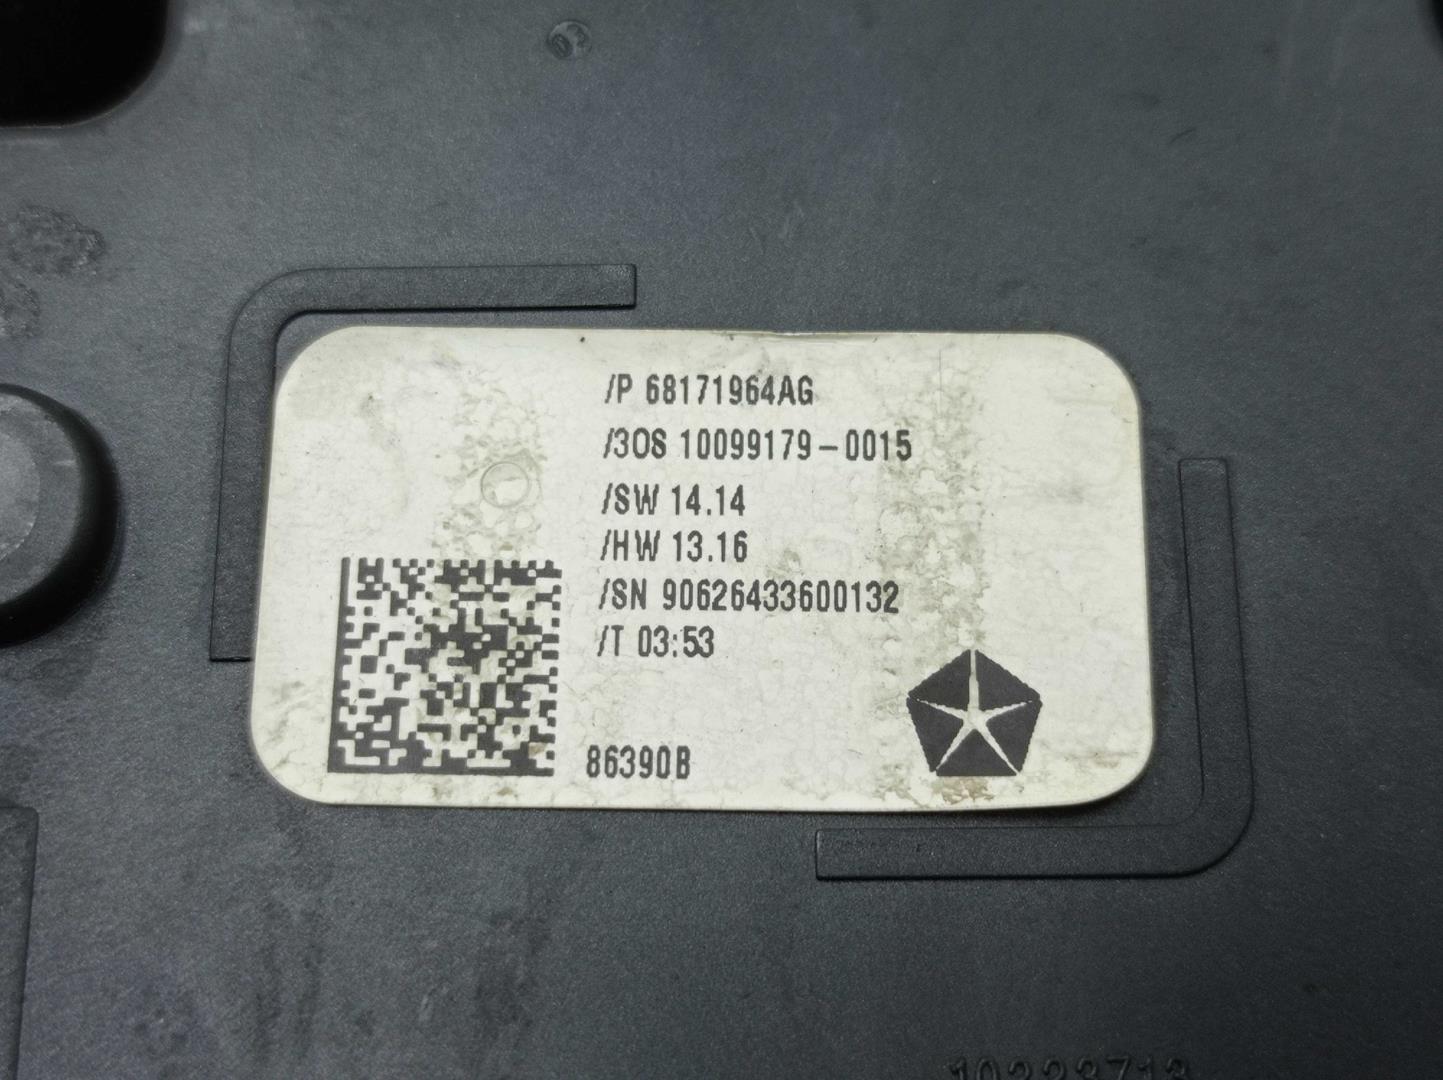 /P 68171964AG
/3OS 10099179-0015
/SW 14.14
/HW 13.16
/SN 90626433600132
/T 03:53
86390B